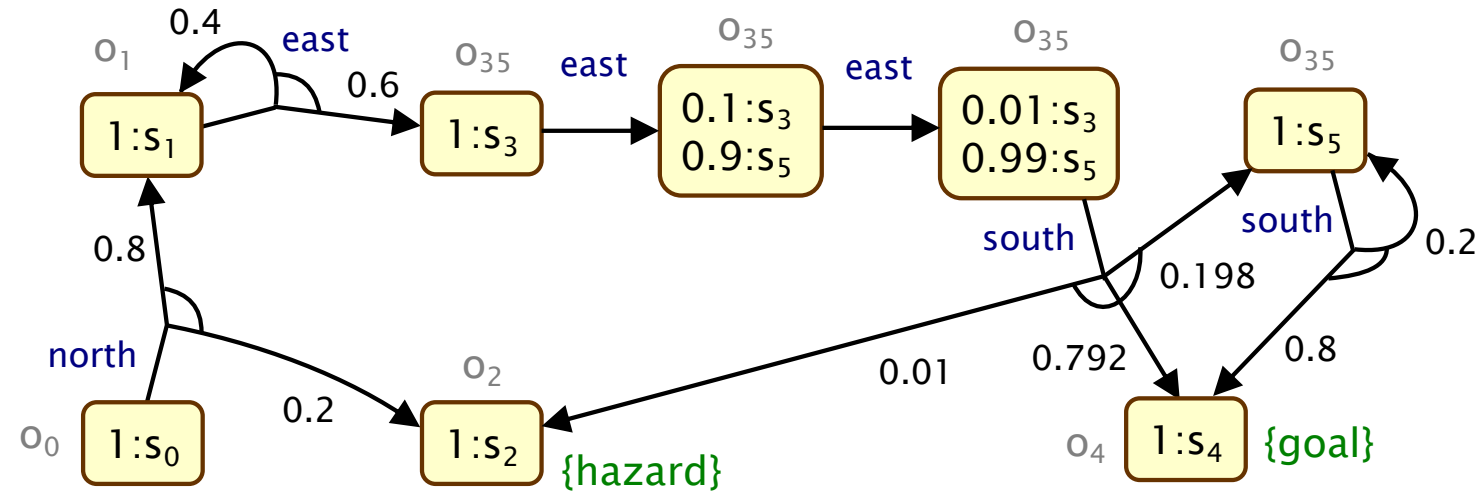 0.4
east
o₁
0.6
1:s₁
o₃₅
1:s₃
east
o₃₅
0.1:s₃
0.9:s₅
east
o₃₅
0.01:s₃
0.99:s₅
o₃₅
1:s₅
south
0.198
south
0.2
0.8
north
0.2
o₀
1:s₀
o₂
1:s₂
{hazard}
0.01
0.792
0.8
o₄
1:s₄
{goal}